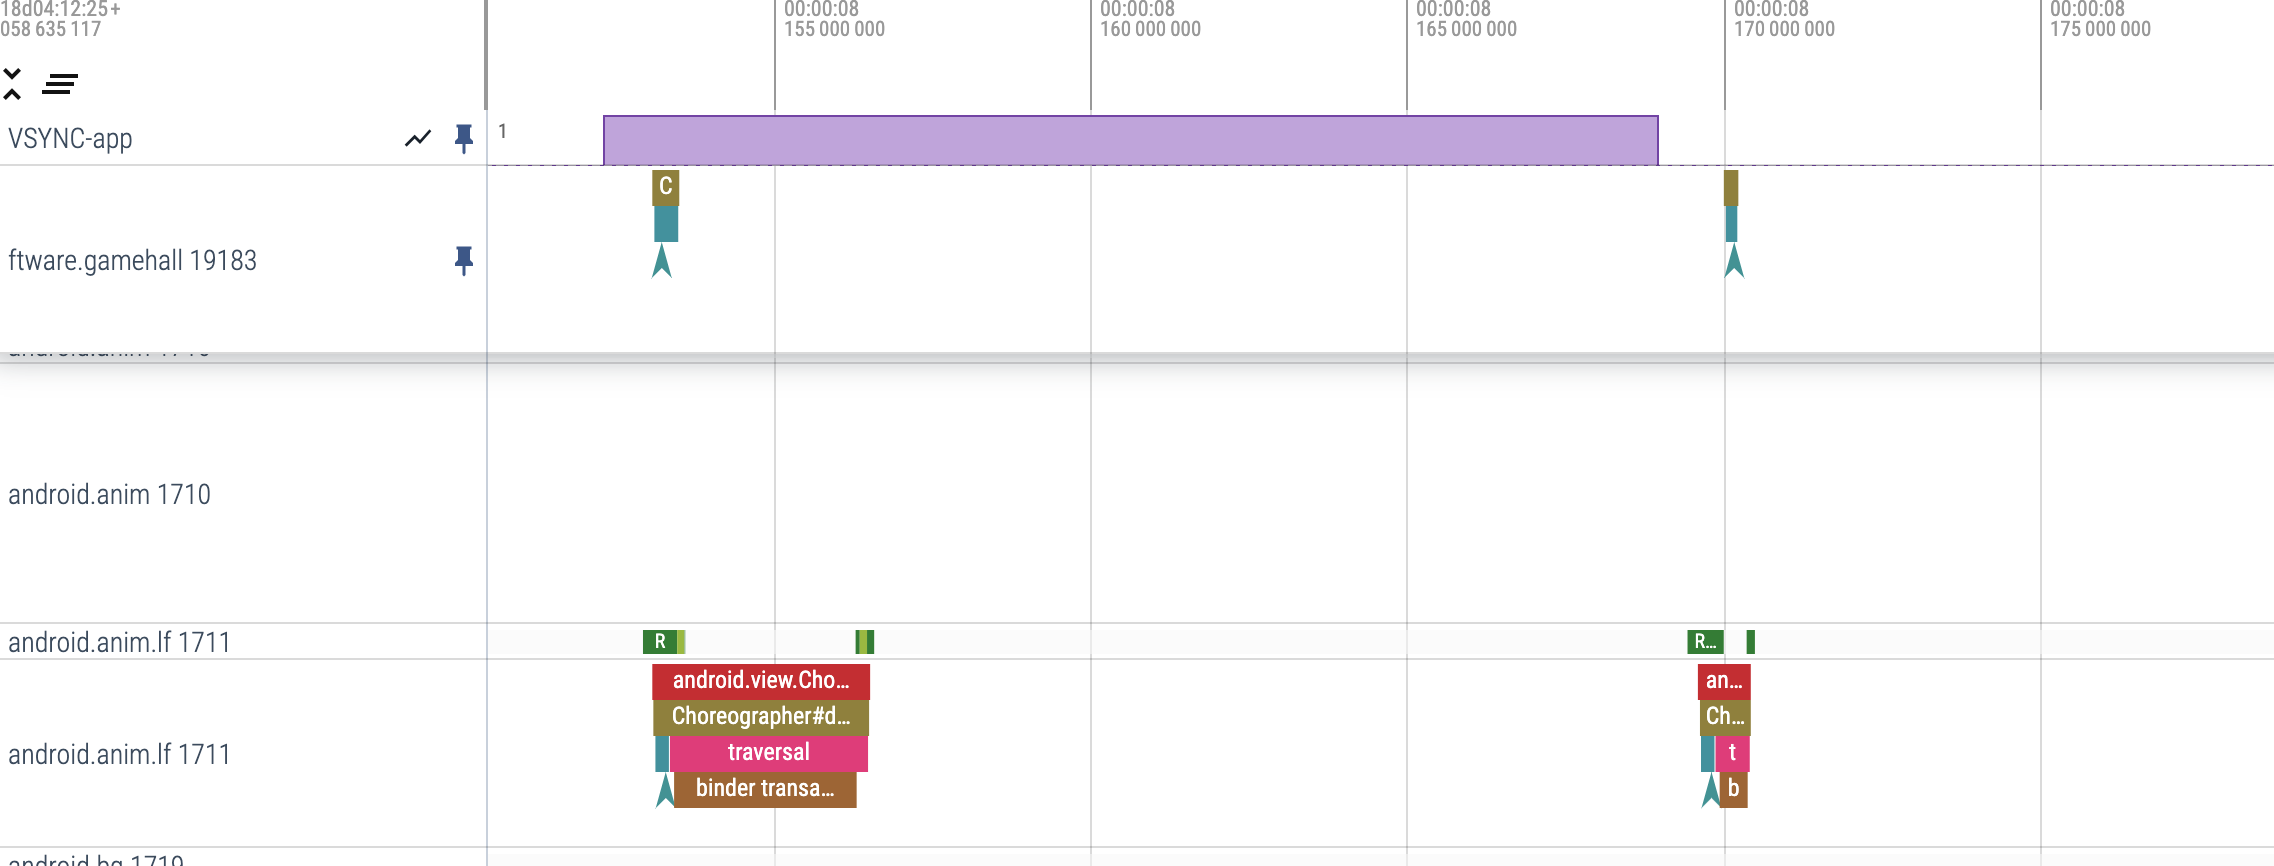 18d04:12:25+
058 635 117
00:00:08
155 000 000
00:00:08
160 000 000
00:00:08
165 000 000
00:00:08
170 000 000
00:00:08
175 000 000
VSYNC-app
1
C
ftware.gamehall 19183
android.anim 1710
android.anim 1710
android.anim.lf 1711
R
R...
android.anim.lf 1711
android.view.Cho...
an...
Choreographer#d...
Ch...
traversal
t
binder transa...
b
android.bg 1719